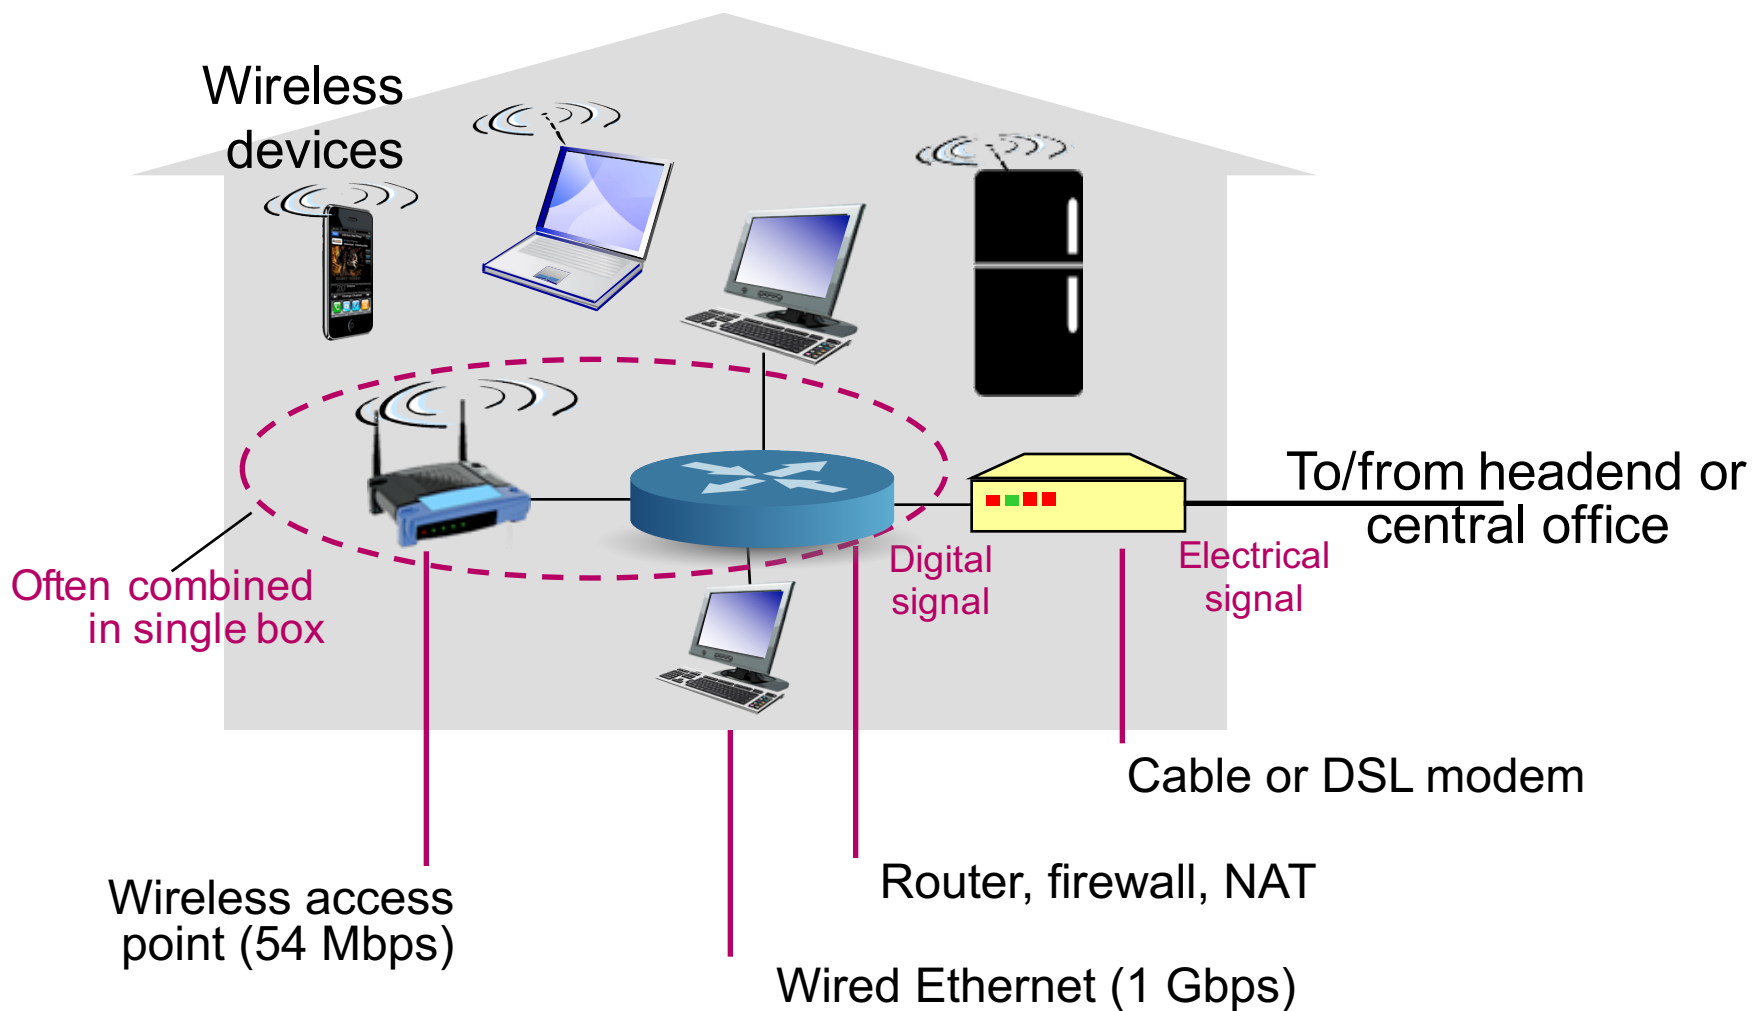 Wireless
devices
To/from headend or
central office
Digital
signal
Electrical
signal
Often combined
in single box
Cable or DSL modem
Router, firewall, NAT
Wireless access
point (54 Mbps)
Wired Ethernet (1 Gbps)